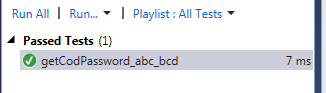 Run All | Run... | Playlist : All Tests
Passed Tests (1)
getCodPassword_abc_bcd 7 ms